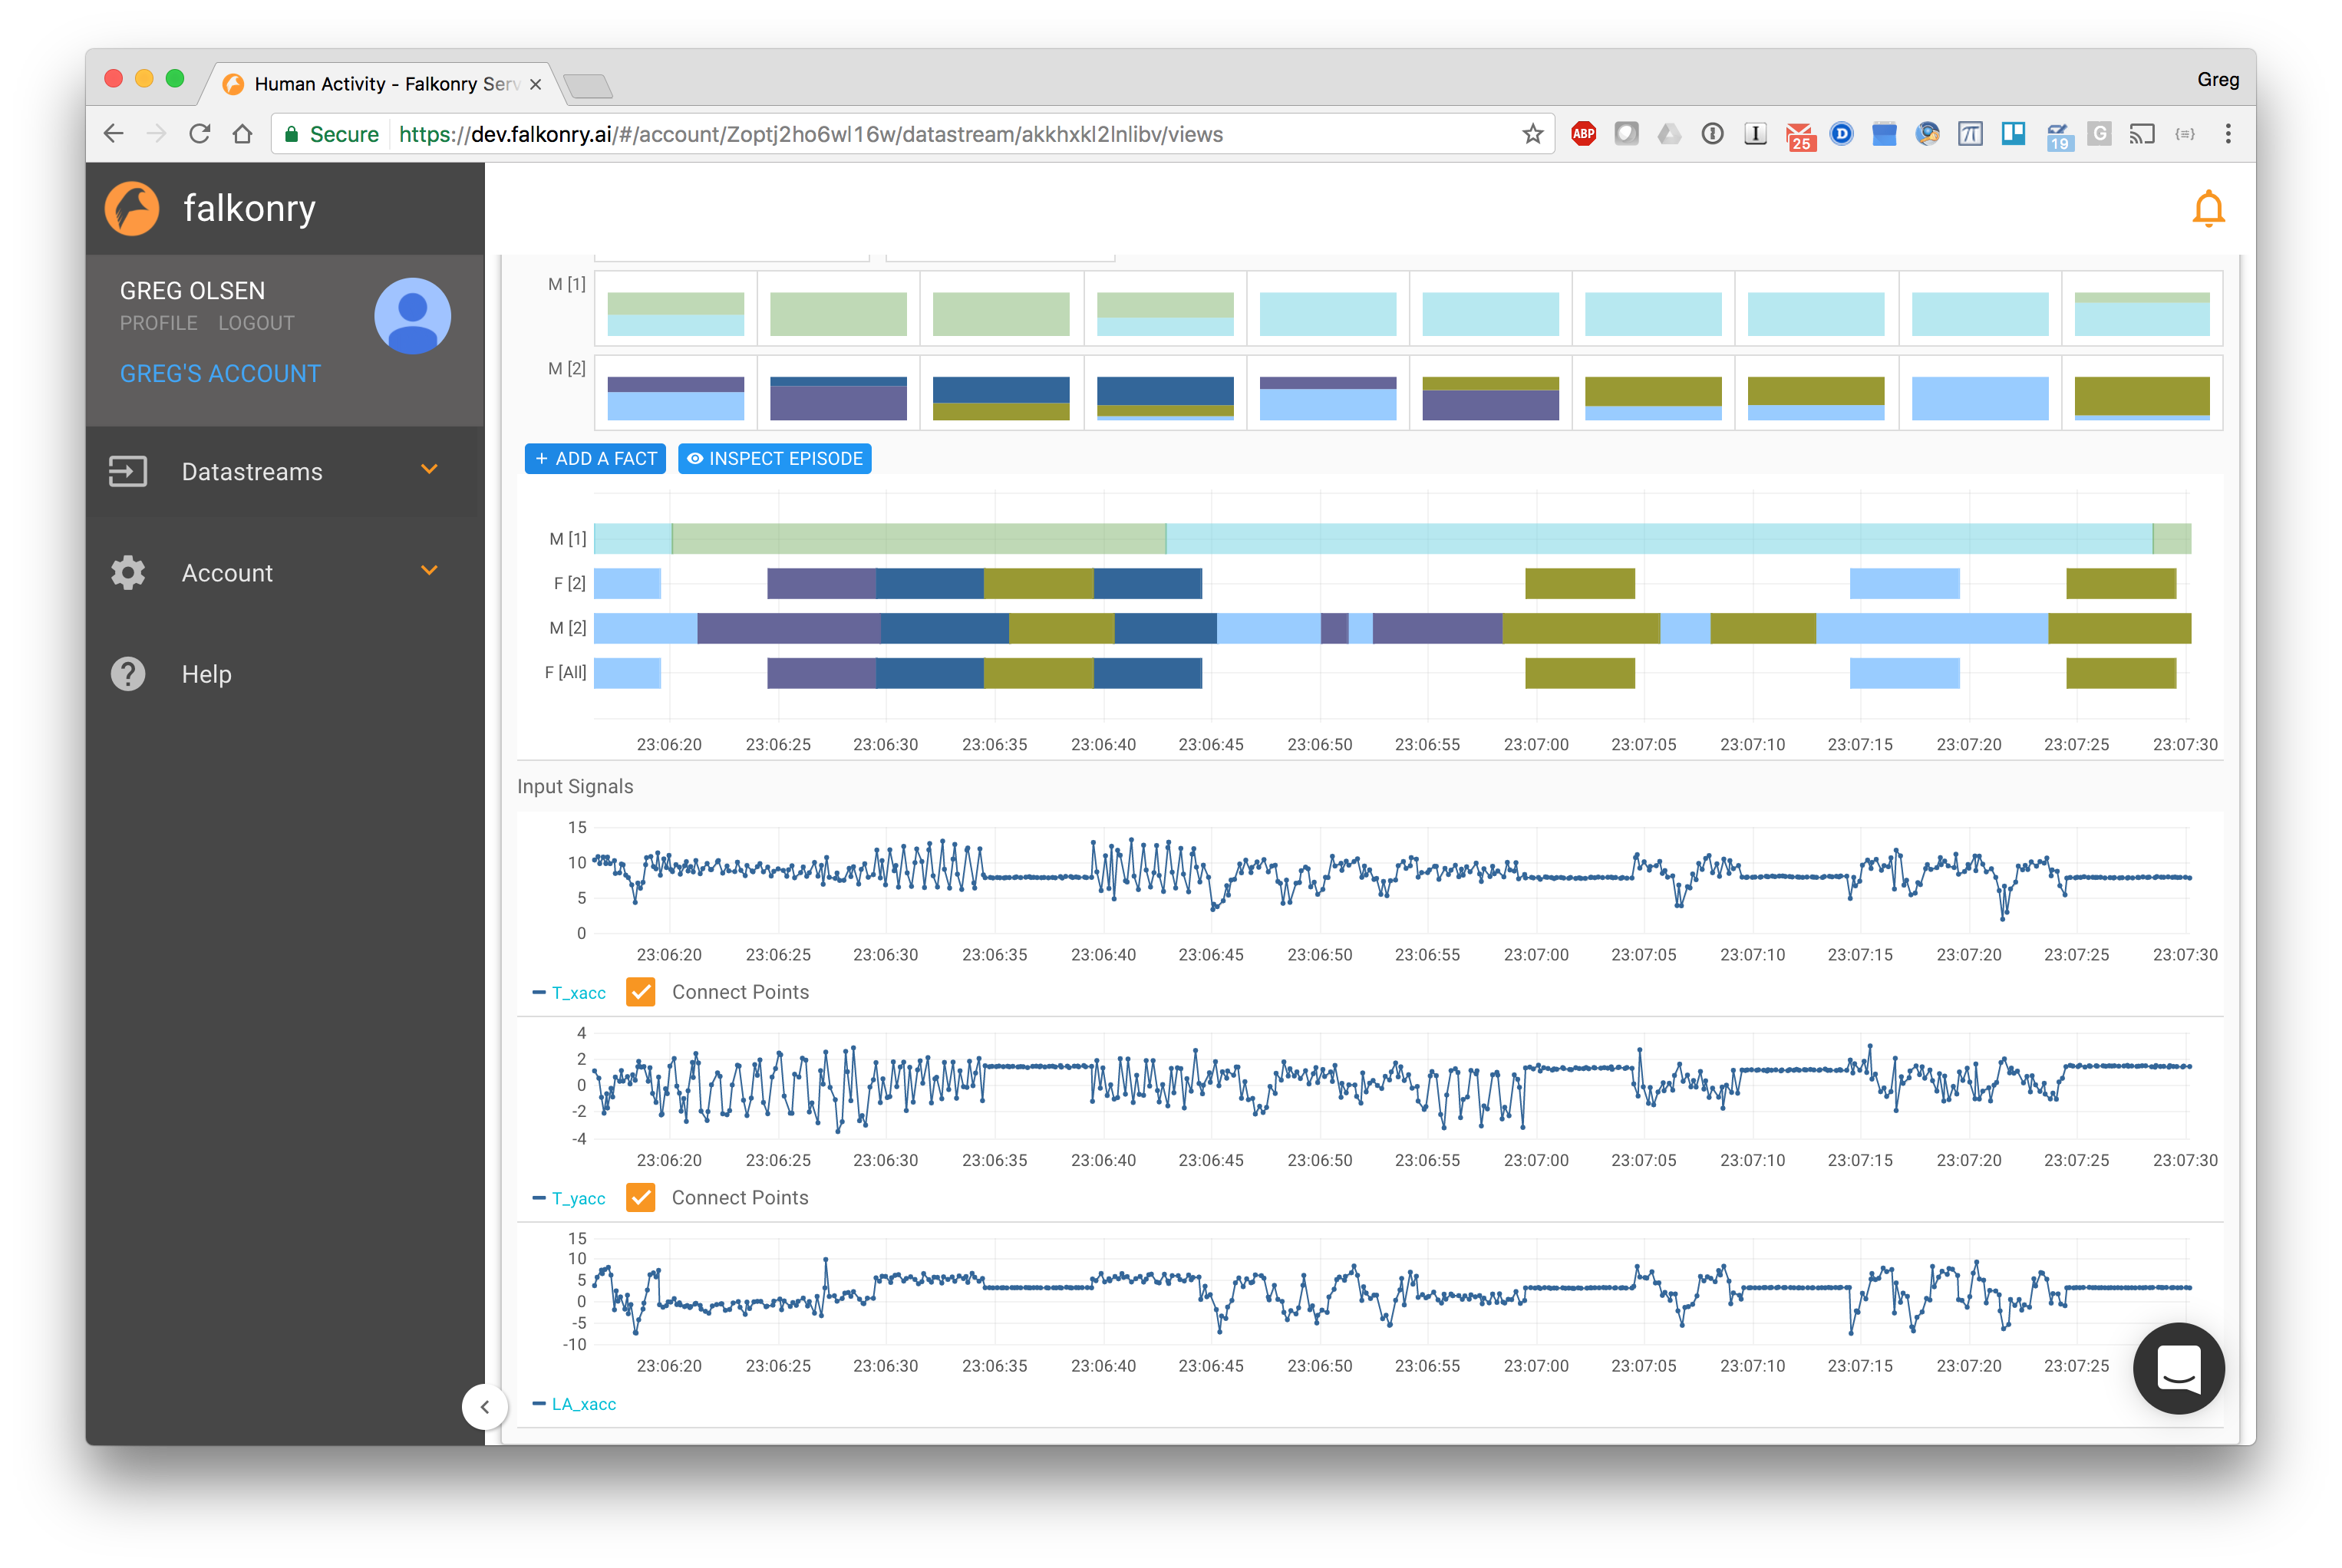 Human Activity - Falkonry Serv
Greg
Secure https://dev.falkonry.ai/#/account/Zoptj2ho6wl16w/datastream/akkhxkl2lnlibv/views
ABP
25
D
19
G
falkonry
GREG OLSEN
PROFILE LOGOUT
GREG'S ACCOUNT
Datastreams
Account
Help
M [1]
M [2]
+ ADD A FACT
INSPECT EPISODE
M [1]
F [2]
M [2]
F [All]
23:06:20 23:06:25 23:06:30 23:06:35 23:06:40 23:06:45 23:06:50 23:06:55 23:07:00 23:07:05 23:07:10 23:07:15 23:07:20 23:07:25 23:07:30
Input Signals
15
10
5
0
23:06:20 23:06:25 23:06:30 23:06:35 23:06:40 23:06:45 23:06:50 23:06:55 23:07:00 23:07:05 23:07:10 23:07:15 23:07:20 23:07:25 23:07:30
T_xacc Connect Points
4
2
0
-2
-4
23:06:20 23:06:25 23:06:30 23:06:35 23:06:40 23:06:45 23:06:50 23:06:55 23:07:00 23:07:05 23:07:10 23:07:15 23:07:20 23:07:25 23:07:30
T_yacc Connect Points
15
10
5
0
-5
-10
23:06:20 23:06:25 23:06:30 23:06:35 23:06:40 23:06:45 23:06:50 23:06:55 23:07:00 23:07:05 23:07:10 23:07:15 23:07:20 23:07:25
LA_xacc